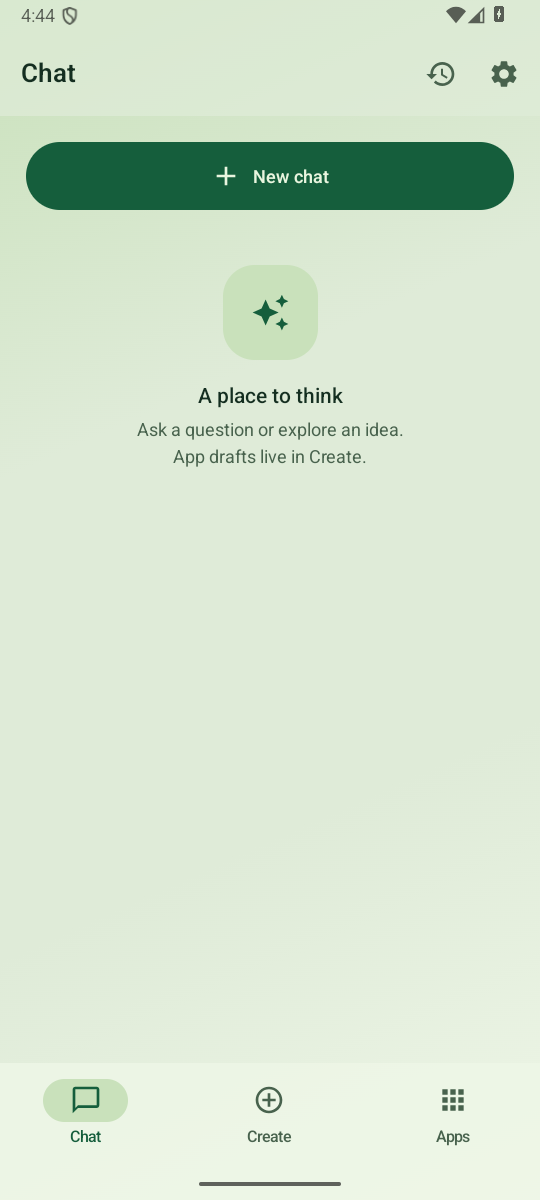 4:44
Chat
New chat
A place to think
Ask a question or explore an idea.
App drafts live in Create.
Chat
Create
Apps